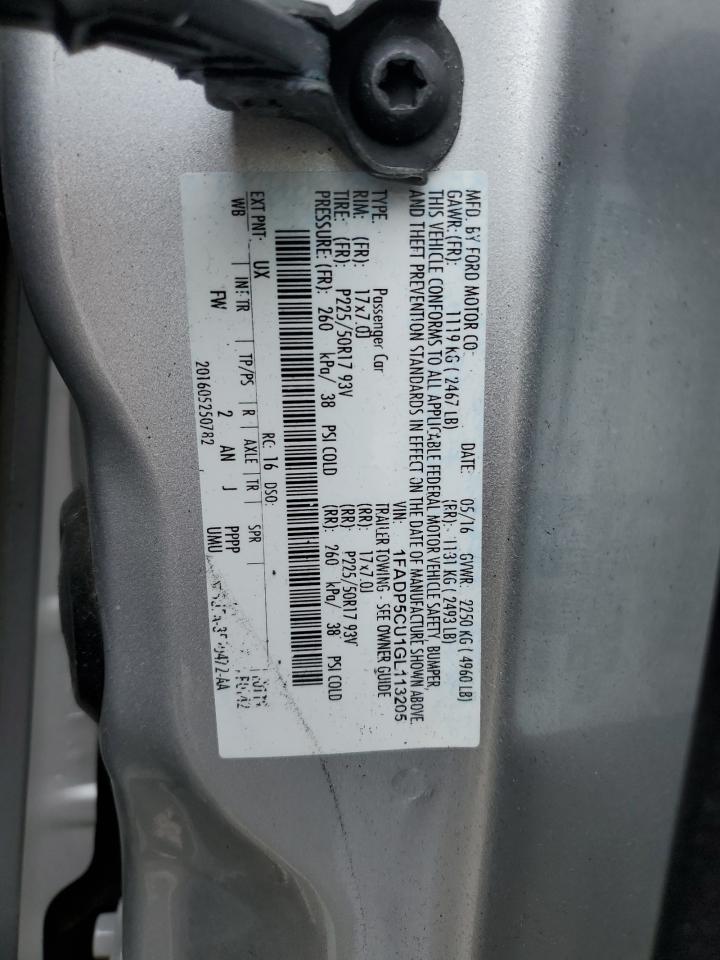 MFD. BY FORD MOTOR CO. DATE: 05/16 GVWR: 2250 KG ( 4960 LB)
GAWR:(FR): 1119 KG ( 2467 LB) (RR): 1131 KG ( 2493 LB)
THIS VEHICLE CONFORMS TO ALL APPLICABLE FEDERAL MOTOR VEHICLE SAFETY, BUMPER,
AND THEFT PREVENTION STANDARDS IN EFFECT ON THE DATE OF MANUFACTURE SHOWN ABOVE.
VIN: 1FADP5CU1GL113205
TYPE: Passenger Car TRAILER TOWING - SEE OWNER GUIDE
RIM: (FR): 17x7.0J (RR): 17x7.0J
TIRE: (FR): P225/50R17 93V (RR): P225/50R17 93V
PRESSURE:(FR): 260 kPa/ 38 PSI COLD (RR): 260 kPa/ 38 PSI COLD
EXT PNT: UX RC: 16 DSO:
WB INT TR TP/PS R AXLE TR SPR
FW 2 AN J PPPP
201605250782 UMU